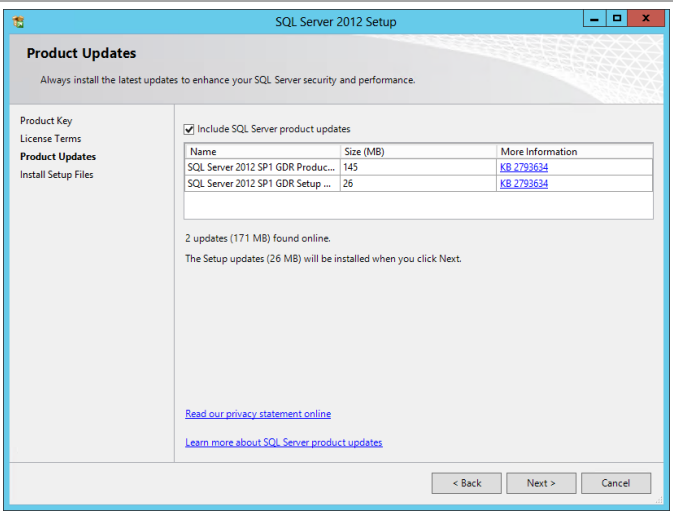 SQL Server 2012 Setup
Product Updates
Always install the latest updates to enhance your SQL Server security and performance.
Product Key
License Terms
Product Updates
Install Setup Files
Include SQL Server product updates
Name Size (MB) More Information
SQL Server 2012 SP1 GDR Produc... 145 KB 2793634
SQL Server 2012 SP1 GDR Setup ... 26 KB 2793634
2 updates (171 MB) found online.
The Setup updates (26 MB) will be installed when you click Next.
Read our privacy statement online
Learn more about SQL Server product updates
< Back Next > Cancel